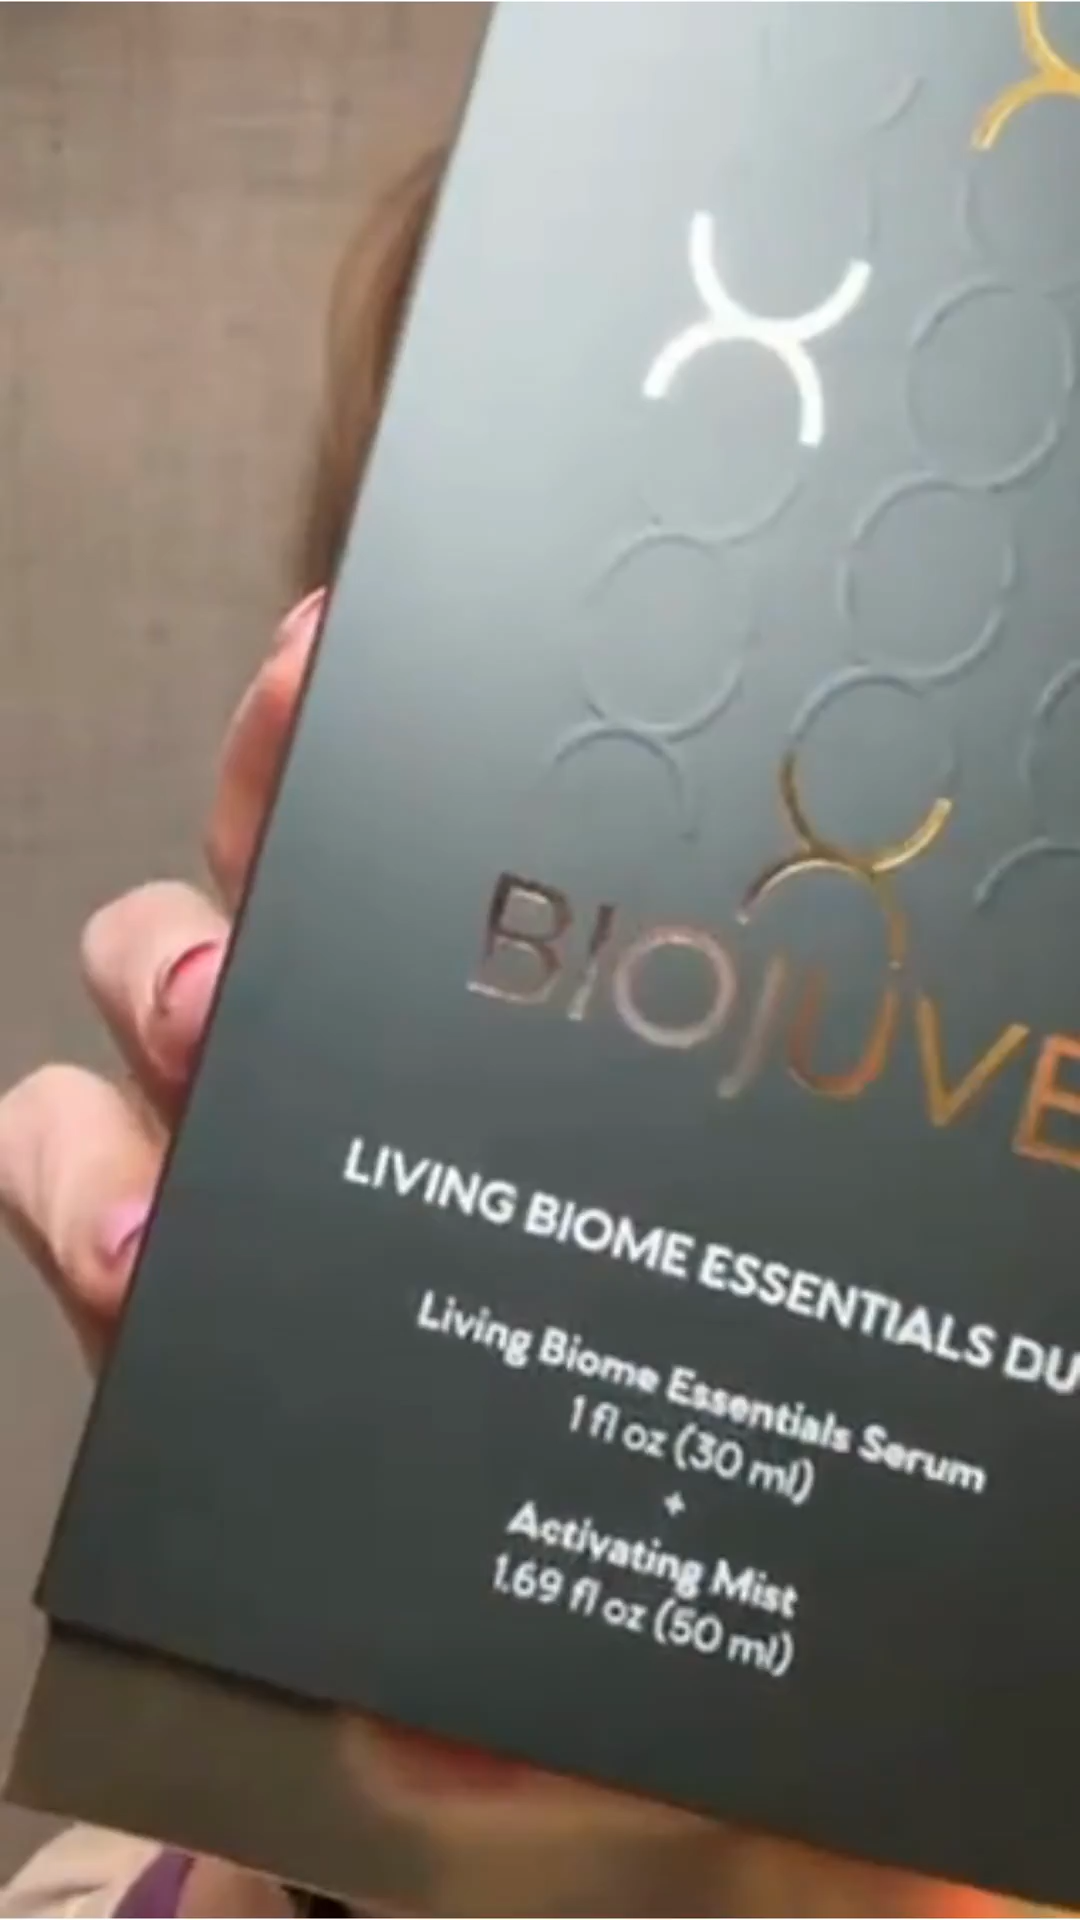 BIOJUVE
LIVING BIOME ESSENTIALS DU
Living Biome Essentials Serum
1 fl oz (30 ml)
+
Activating Mist
1.69 fl oz (50 ml)